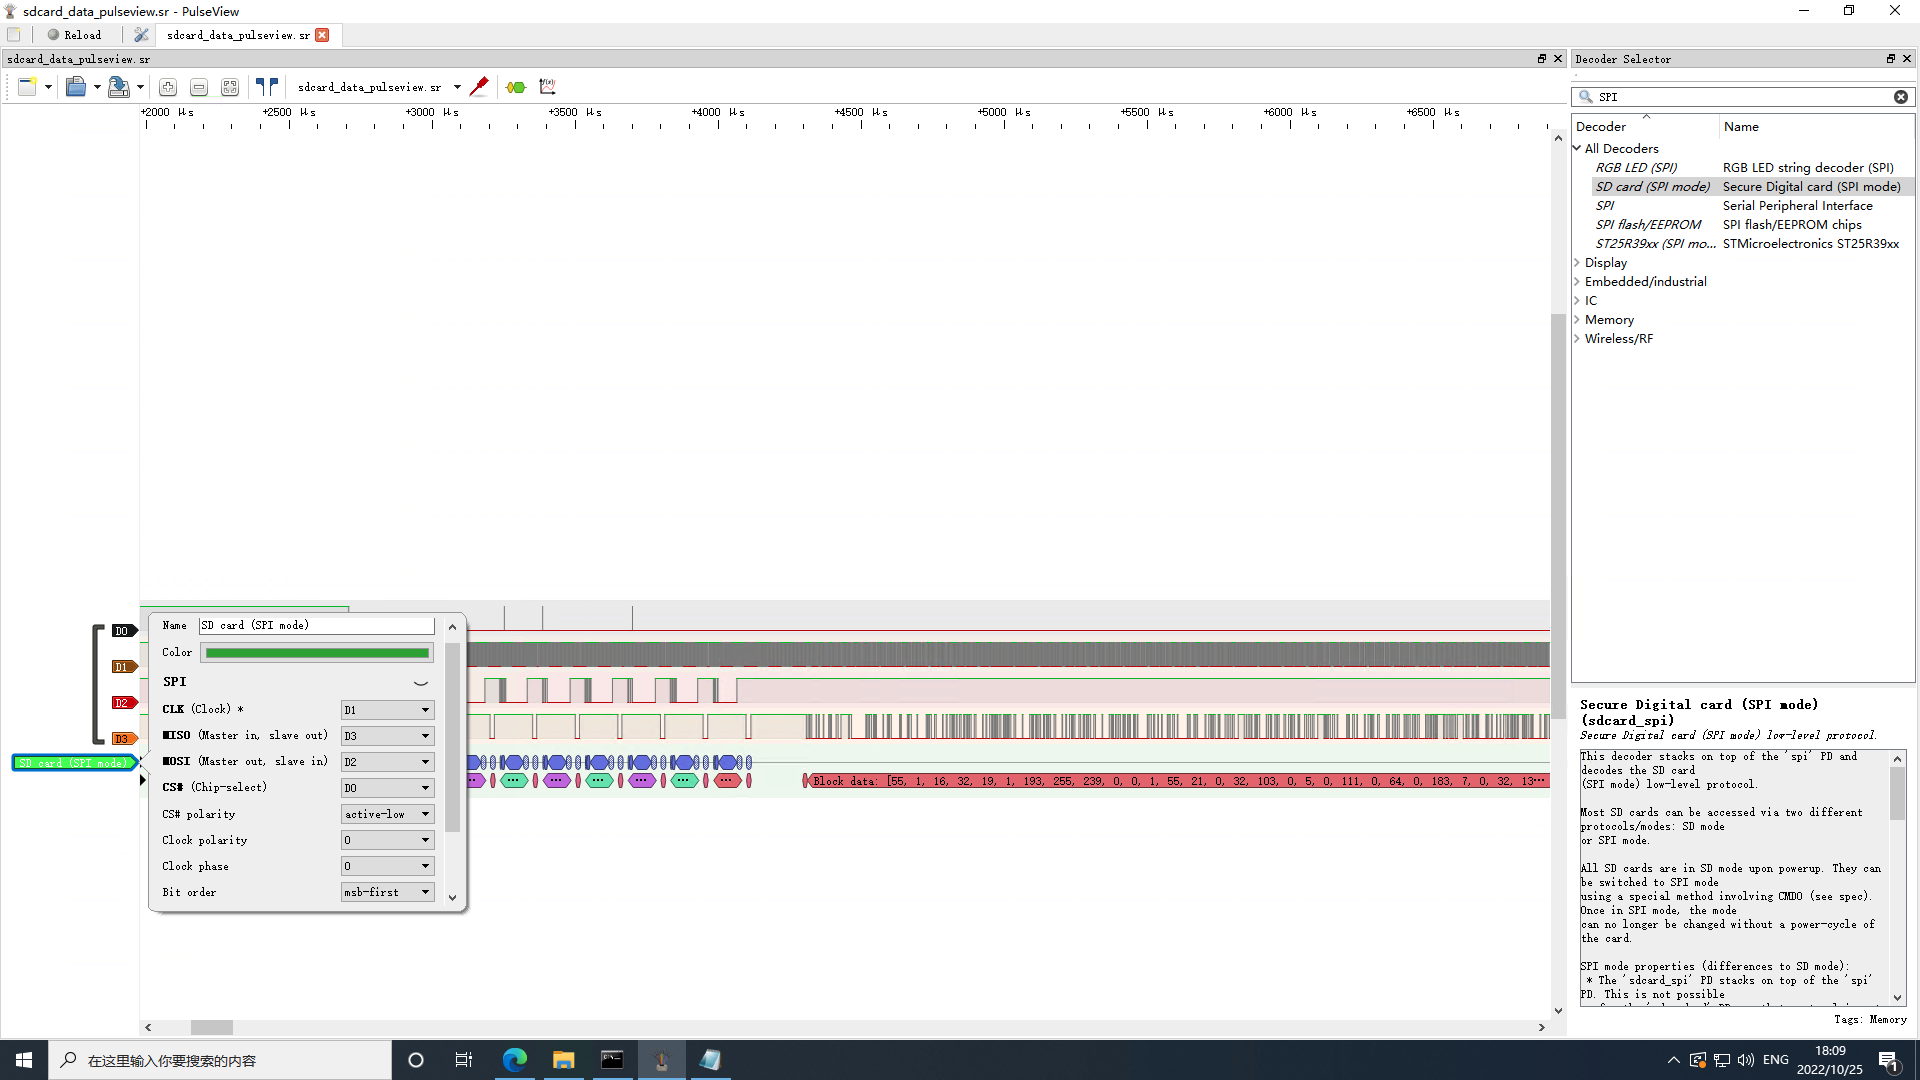 sdcard_data_pulseview.sr - PulseView
Reload
sdcard_data_pulseview.sr
sdcard_data_pulseview.sr
sdcard_data_pulseview.sr
+2000 μs
+2500 μs
+3000 μs
+3500 μs
+4000 μs
+4500 μs
+5000 μs
+5500 μs
+6000 μs
+6500 μs
D0
D1
D2
D3
SD card (SPI mode)
Name
SD card (SPI mode)
Color
SPI
CLK (Clock) *
D1
MISO (Master in, slave out)
D3
MOSI (Master out, slave in)
D2
CS# (Chip-select)
D0
CS# polarity
active-low
Clock polarity
0
Clock phase
0
Bit order
msb-first
Block data: [55, 1, 16, 32, 19, 1, 193, 255, 239, 0, 0, 1, 55, 21, 0, 32, 103, 0, 5, 0, 111, 0, 64, 0, 183, 7, 0, 32, 13…
Decoder Selector
SPI
Decoder
Name
All Decoders
RGB LED (SPI)
RGB LED string decoder (SPI)
SD card (SPI mode)
Secure Digital card (SPI mode)
SPI
Serial Peripheral Interface
SPI flash/EEPROM
SPI flash/EEPROM chips
ST25R39xx (SPI mo...
STMicroelectronics ST25R39xx
Display
Embedded/industrial
IC
Memory
Wireless/RF
Secure Digital card (SPI mode)
(sdcard_spi)
Secure Digital card (SPI mode) low-level protocol.
This decoder stacks on top of the 'spi' PD and
decodes the SD card
(SPI mode) low-level protocol.
Most SD cards can be accessed via two different
protocols/modes: SD mode
or SPI mode.
All SD cards are in SD mode upon powerup. They can
be switched to SPI mode
using a special method involving CMD0 (see spec).
Once in SPI mode, the mode
can no longer be changed without a power-cycle of
the card.
SPI mode properties (differences to SD mode):
* The 'sdcard_spi' PD stacks on top of the 'spi'
PD. This is not possible
Tags: Memory
在这里输入你要搜索的内容
ENG
18:09
2022/10/25
1